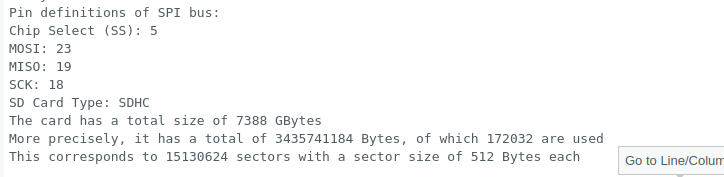 Pin definitions of SPI bus:
Chip Select (SS): 5
MOSI: 23
MISO: 19
SCK: 18
SD Card Type: SDHC
The card has a total size of 7388 GBytes
More precisely, it has a total of 3435741184 Bytes, of which 172032 are used
This corresponds to 15130624 sectors with a sector size of 512 Bytes each
Go to Line/Colum